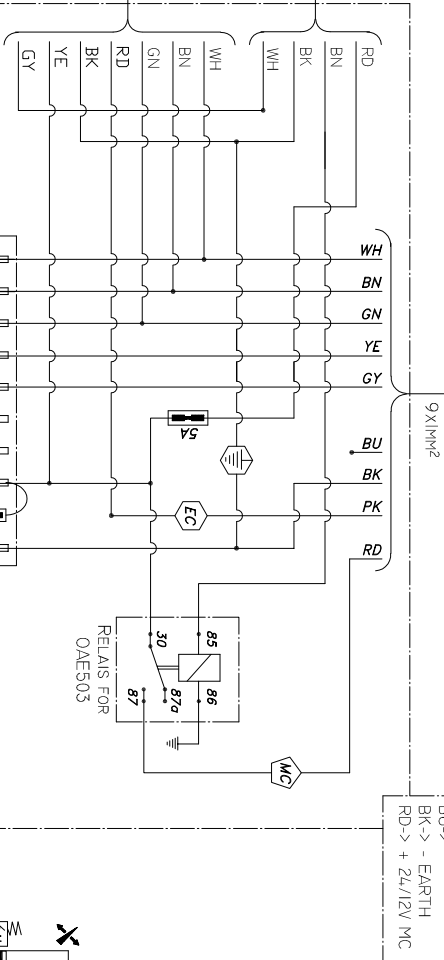 GY
YE
BK
RD
GN
BN
WH
WH
BK
BN
RD
WH
BN
GN
YE
GY
BU
BK
PK
RD
9X1MM²
5A
EC
85
30
86
87a
87
RELAIS FOR
OAE503
MC
BK-> - EARTH
RD-> + 24/12V MC